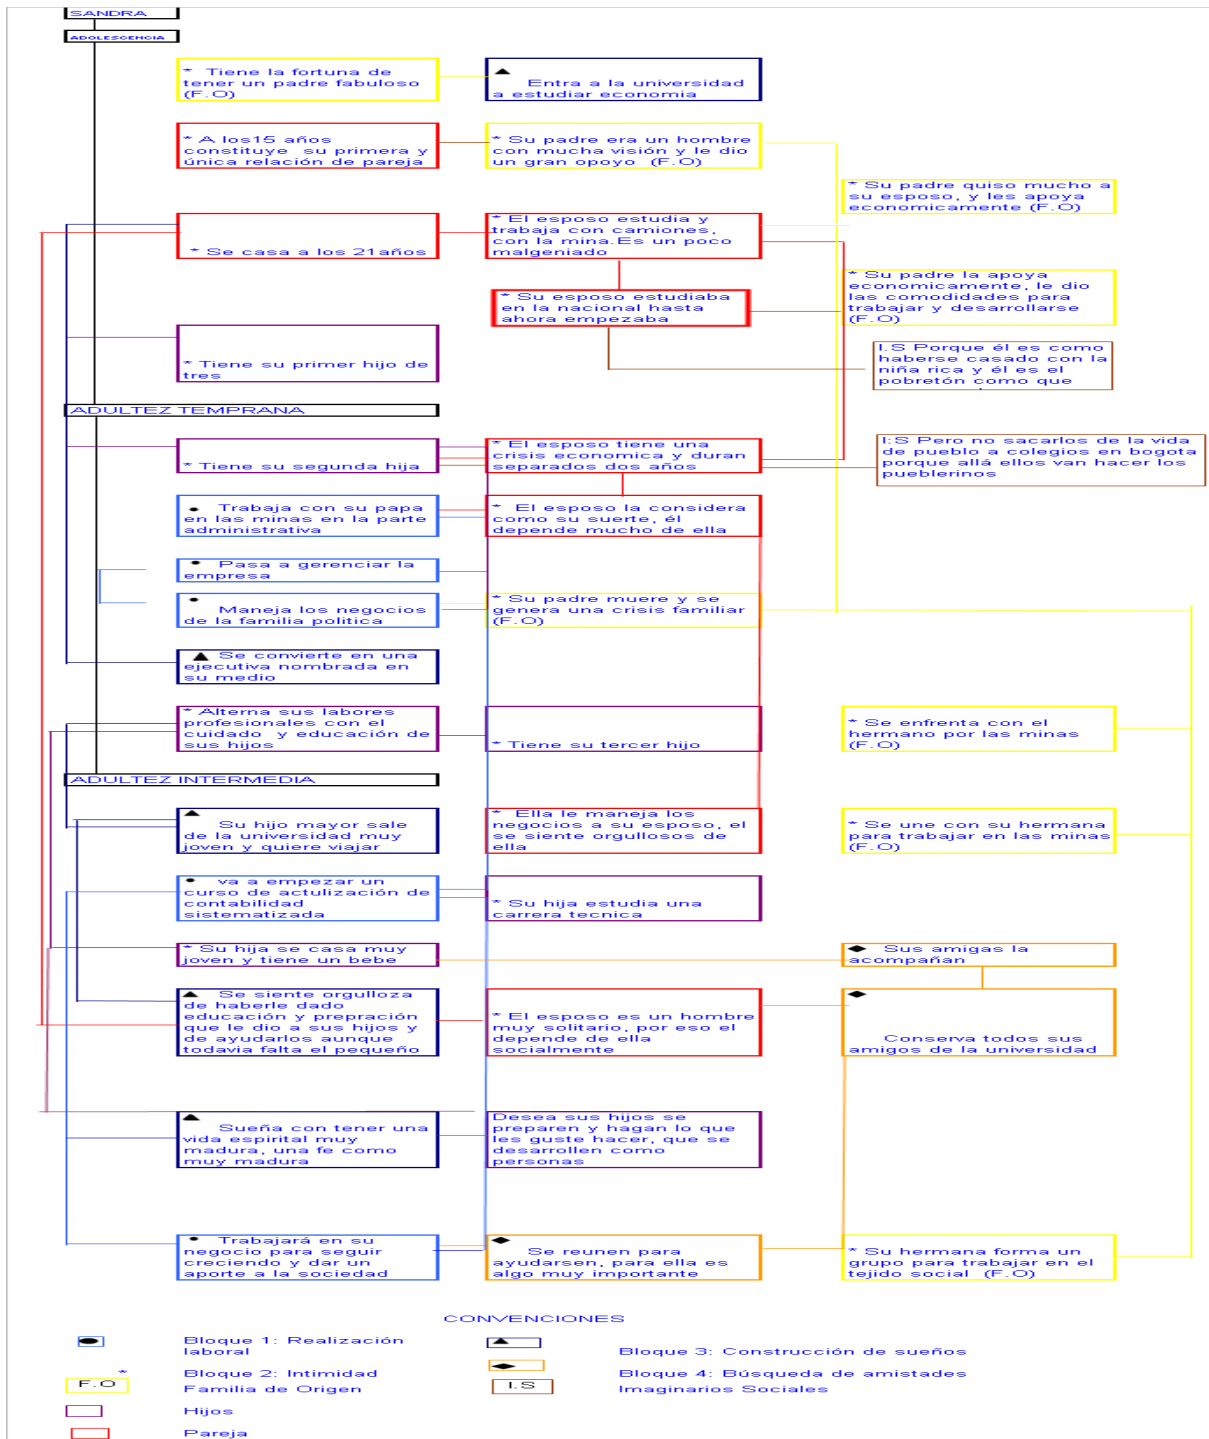 SANDRA
ADOLESCENCIA
* Tiene la fortuna de
tener un padre fabuloso
(F.O)
Entra a la universidad
a estudiar economia
* A los15 años
constituye su primera y
única relación de pareja
* Su padre era un hombre
con mucha visión y le dio
un gran opoyo (F.O)
* Su padre quiso mucho a
su esposo, y les apoya
economicamente (F.O)
* Se casa a los 21años
* El esposo estudia y
trabaja con camiones,
con la mina.Es un poco
malgeniado
* Su padre la apoya
economicamente, le dio
las comodidades para
trabajar y desarrollarse
(F.O)
* Su esposo estudiaba
en la nacional hasta
ahora empezaba
* Tiene su primer hijo de
tres
I.S Porque él es como
haberse casado con la
niña rica y él es el
pobretón como que
ADULTEZ TEMPRANA
* Tiene su segunda hija
* El esposo tiene una
crisis economica y duran
separados dos años
I:S Pero no sacarlos de la vida
de pueblo a colegios en bogota
porque allá ellos van hacer los
pueblerinos
Trabaja con su papa
en las minas en la parte
administrativa
* El esposo la considera
como su suerte, él
depende mucho de ella
Pasa a gerenciar la
empresa
Maneja los negocios
de la familia politica
* Su padre muere y se
genera una crisis familiar
(F.O)
Se convierte en una
ejecutiva nombrada en
su medio
* Alterna sus labores
profesionales con el
cuidado y educación de
sus hijos
* Tiene su tercer hijo
* Se enfrenta con el
hermano por las minas
(F.O)
ADULTEZ INTERMEDIA
Su hijo mayor sale
de la universidad muy
joven y quiere viajar
* Ella le maneja los
negocios a su esposo, el
se siente orgullosos de
ella
* Se une con su hermana
para trabajar en las minas
(F.O)
va a empezar un
curso de actulización de
contabilidad
sistematizada
* Su hija estudia una
carrera tecnica
* Su hija se casa muy
joven y tiene un bebe
Sus amigas la
acompañan
Se siente orgulloza
de haberle dado
educación y prepración
que le dio a sus hijos y
de ayudarlos aunque
todavia falta el pequeño
* El esposo es un hombre
muy solitario, por eso el
depende de ella
socialmente
Conserva todos sus
amigos de la universidad
Sueña con tener una
vida espirital muy
madura, una fe como
muy madura
Desea sus hijos se
preparen y hagan lo que
les guste hacer, que se
desarrollen como
personas
Trabajará en su
negocio para seguir
creciendo y dar un
aporte a la sociedad
Se reunen para
ayudarsen, para ella es
algo muy importante
* Su hermana forma un
grupo para trabajar en el
tejido social (F.O)
CONVENCIONES
Bloque 1: Realización
laboral
Bloque 3: Construcción de sueños
* Bloque 2: Intimidad
Bloque 4: Búsqueda de amistades
F.O Familia de Origen
I.S Imaginarios Sociales
Hijos
Pareja